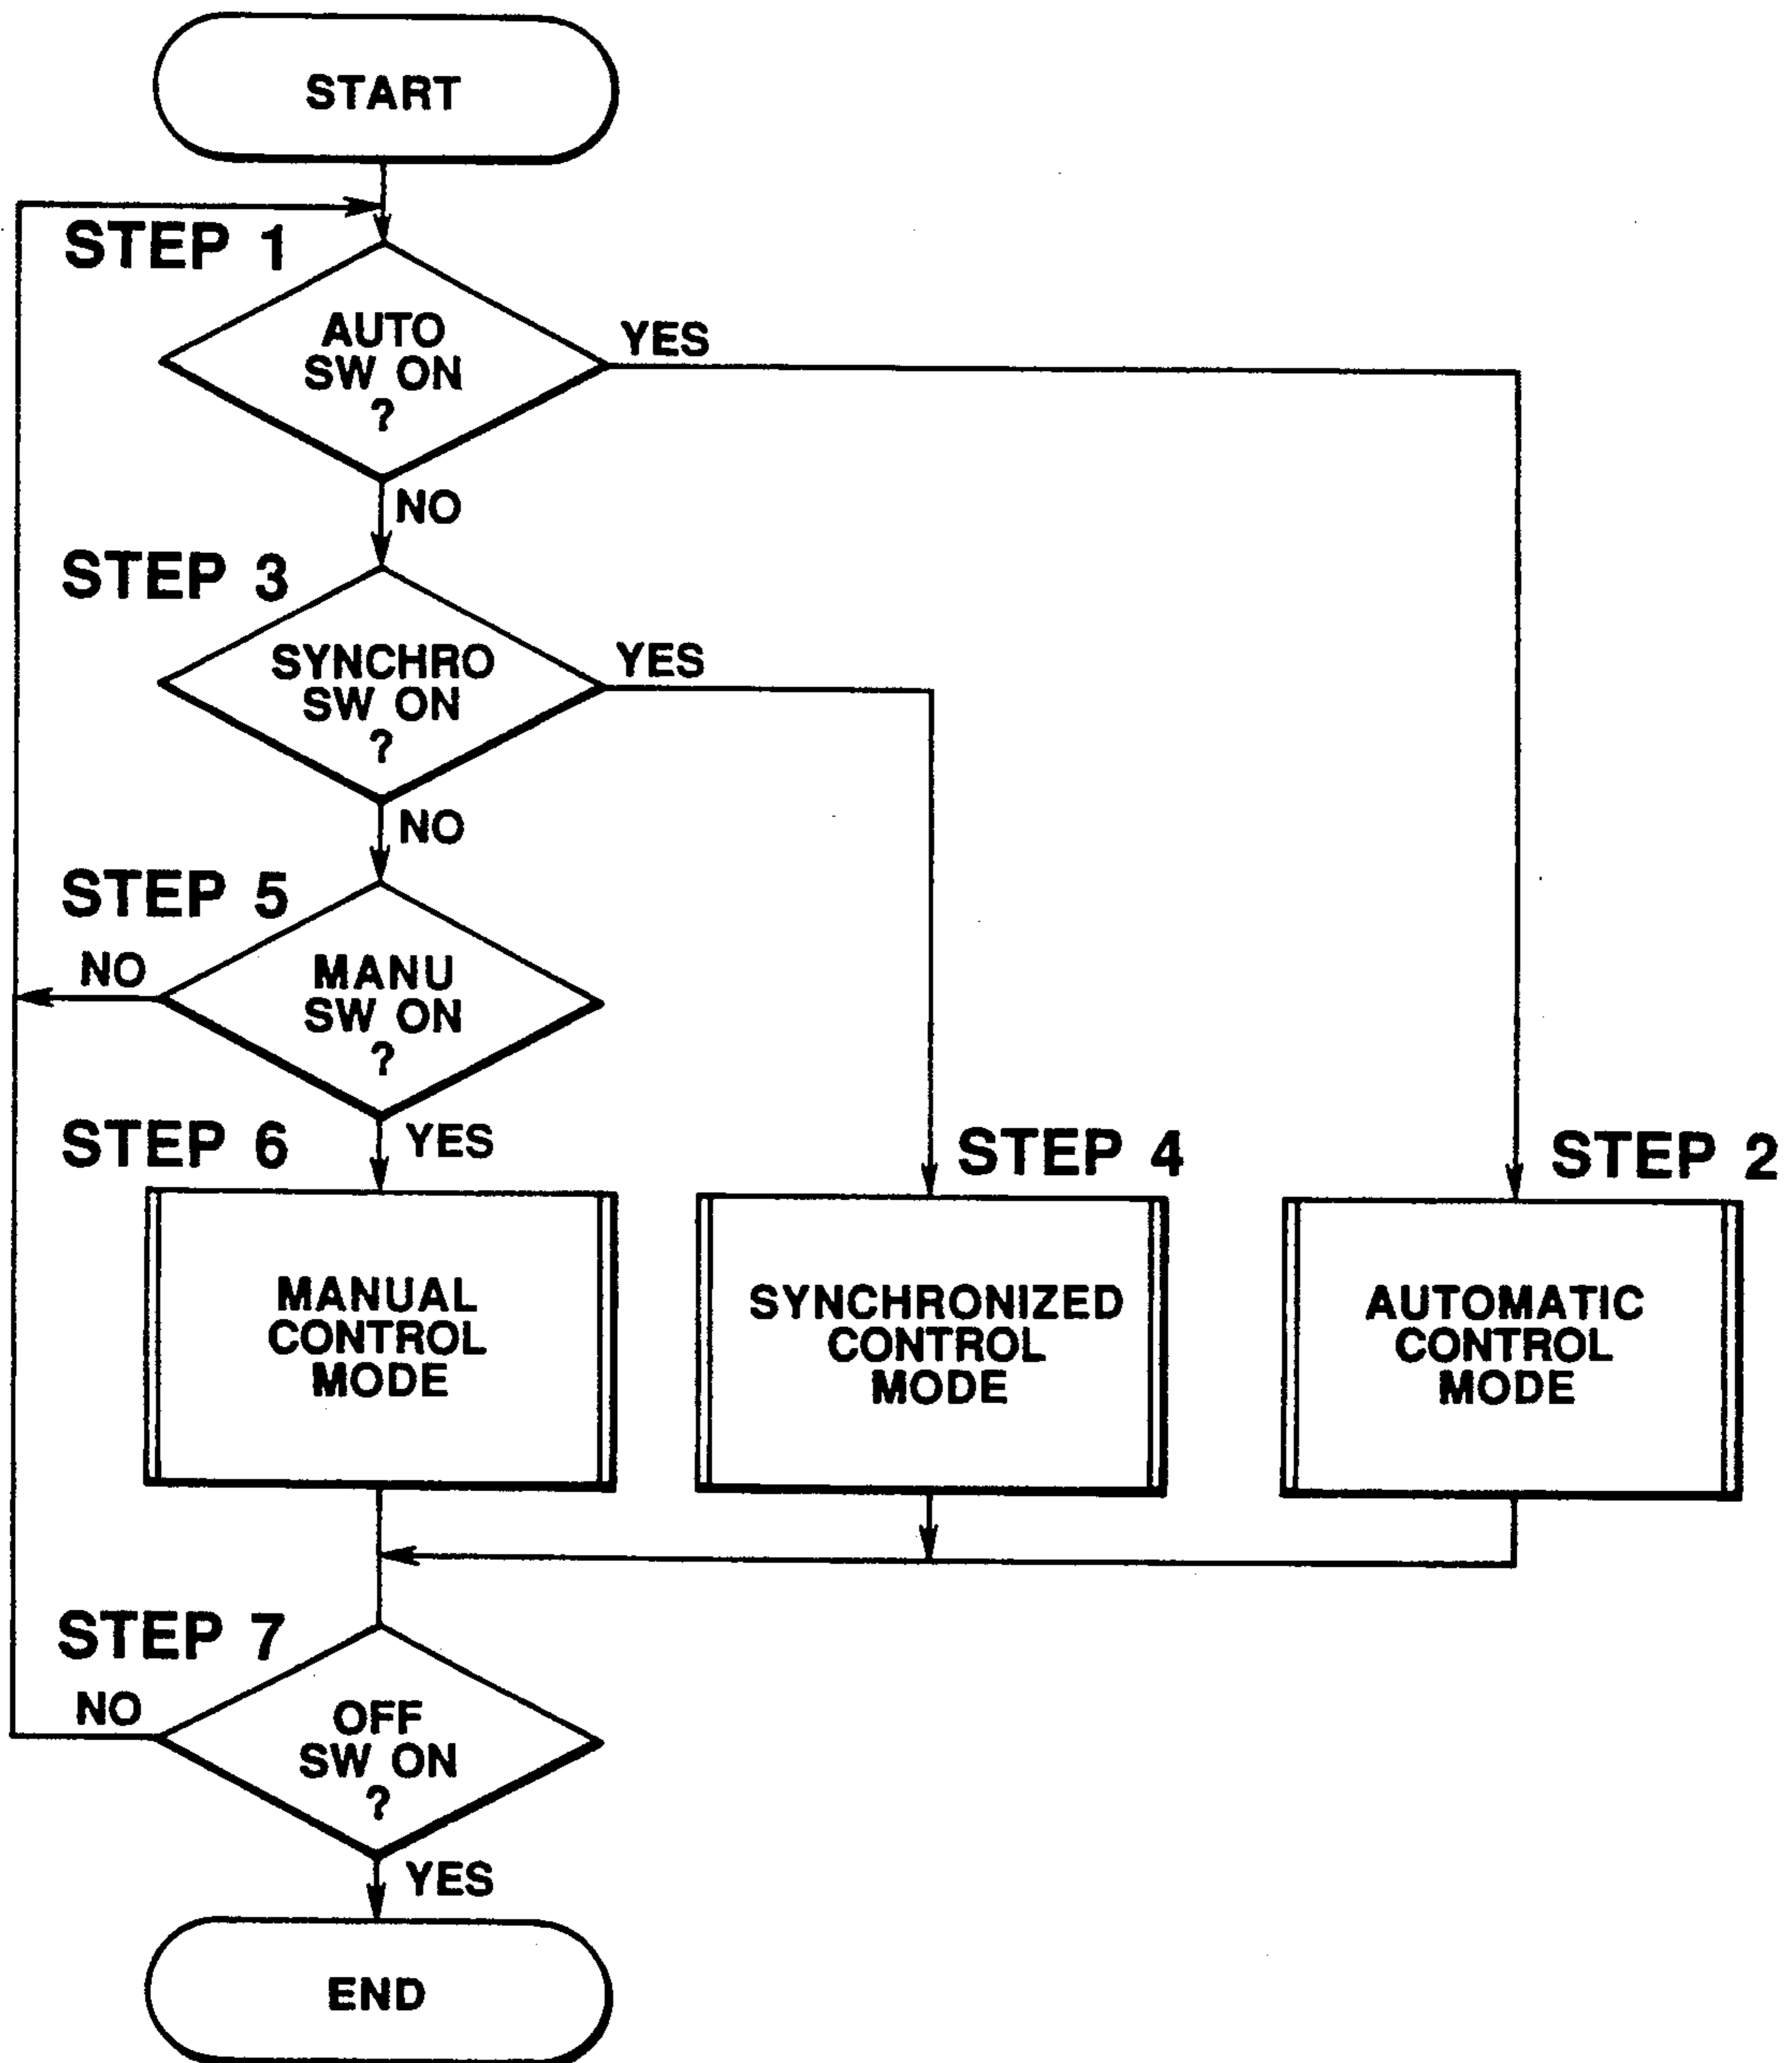 START
STEP 1
AUTO
SW ON
?
YES
NO
STEP 3
SYNCHRO
SW ON
?
YES
NO
STEP 5
NO
MANU
SW ON
?
STEP 6
YES
STEP 4
STEP 2
MANUAL
CONTROL
MODE
SYNCHRONIZED
CONTROL
MODE
AUTOMATIC
CONTROL
MODE
STEP 7
NO
OFF
SW ON
?
YES
END